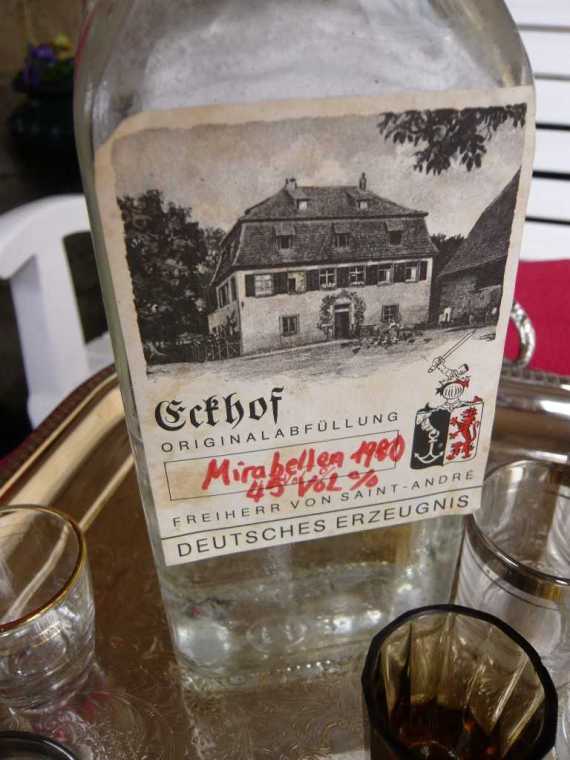 Eckhof
ORIGINALABFÜLLUNG
Mirabellen 1980
45 VOL %
FREIHERR VON SAINT-ANDRÉ
DEUTSCHES ERZEUGNIS